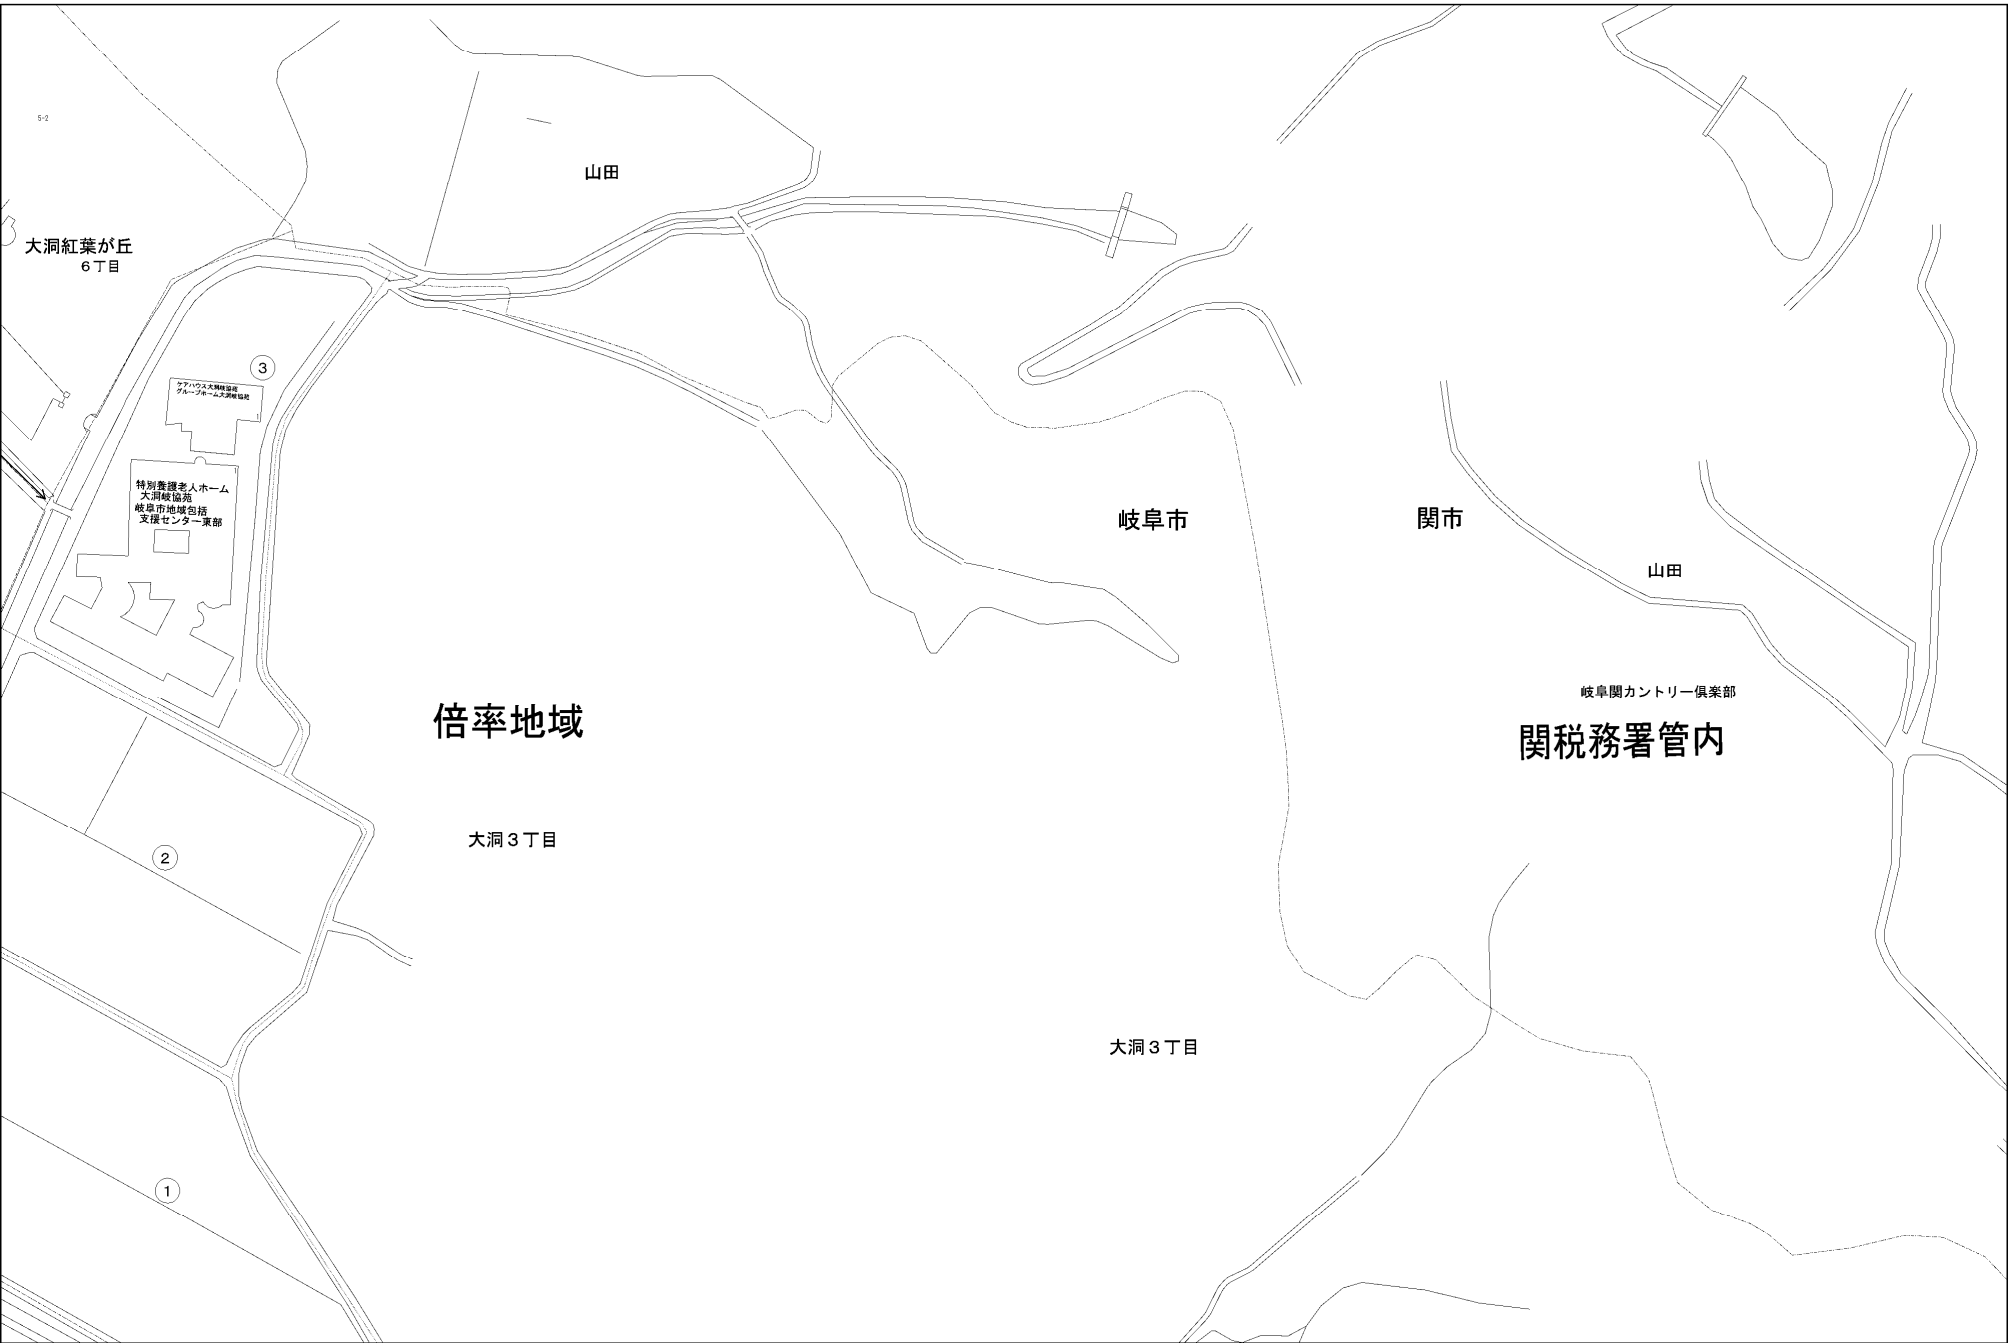 5-2
山田
大洞紅葉が丘
6丁目
3
ケアハウス大洞岐協苑
グループホーム大洞岐協苑
特別養護老人ホーム
大洞岐協苑
岐阜市地域包括
支援センター東部
岐阜市
関市
山田
岐阜関カントリー倶楽部
倍率地域
関税務署管内
大洞3丁目
2
大洞3丁目
1